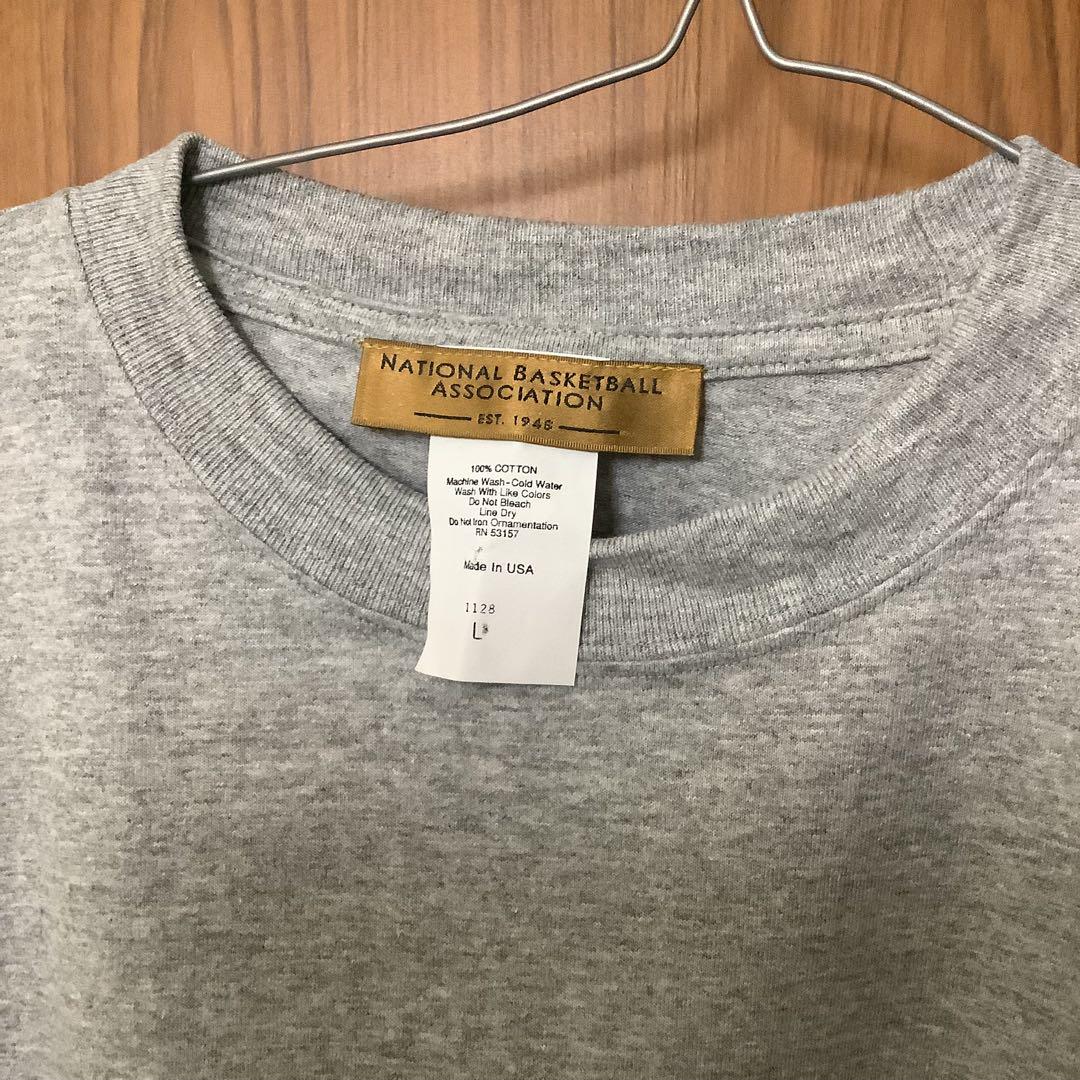 NATIONAL BASKETBALL
ASSOCIATION
EST. 1946
100% COTTON
Machine Wash-Cold Water
Wash With Like Colors
Do Not Bleach
Line Dry
Do Not Iron Ornamentation
RN 53157
Made In USA
1128
L